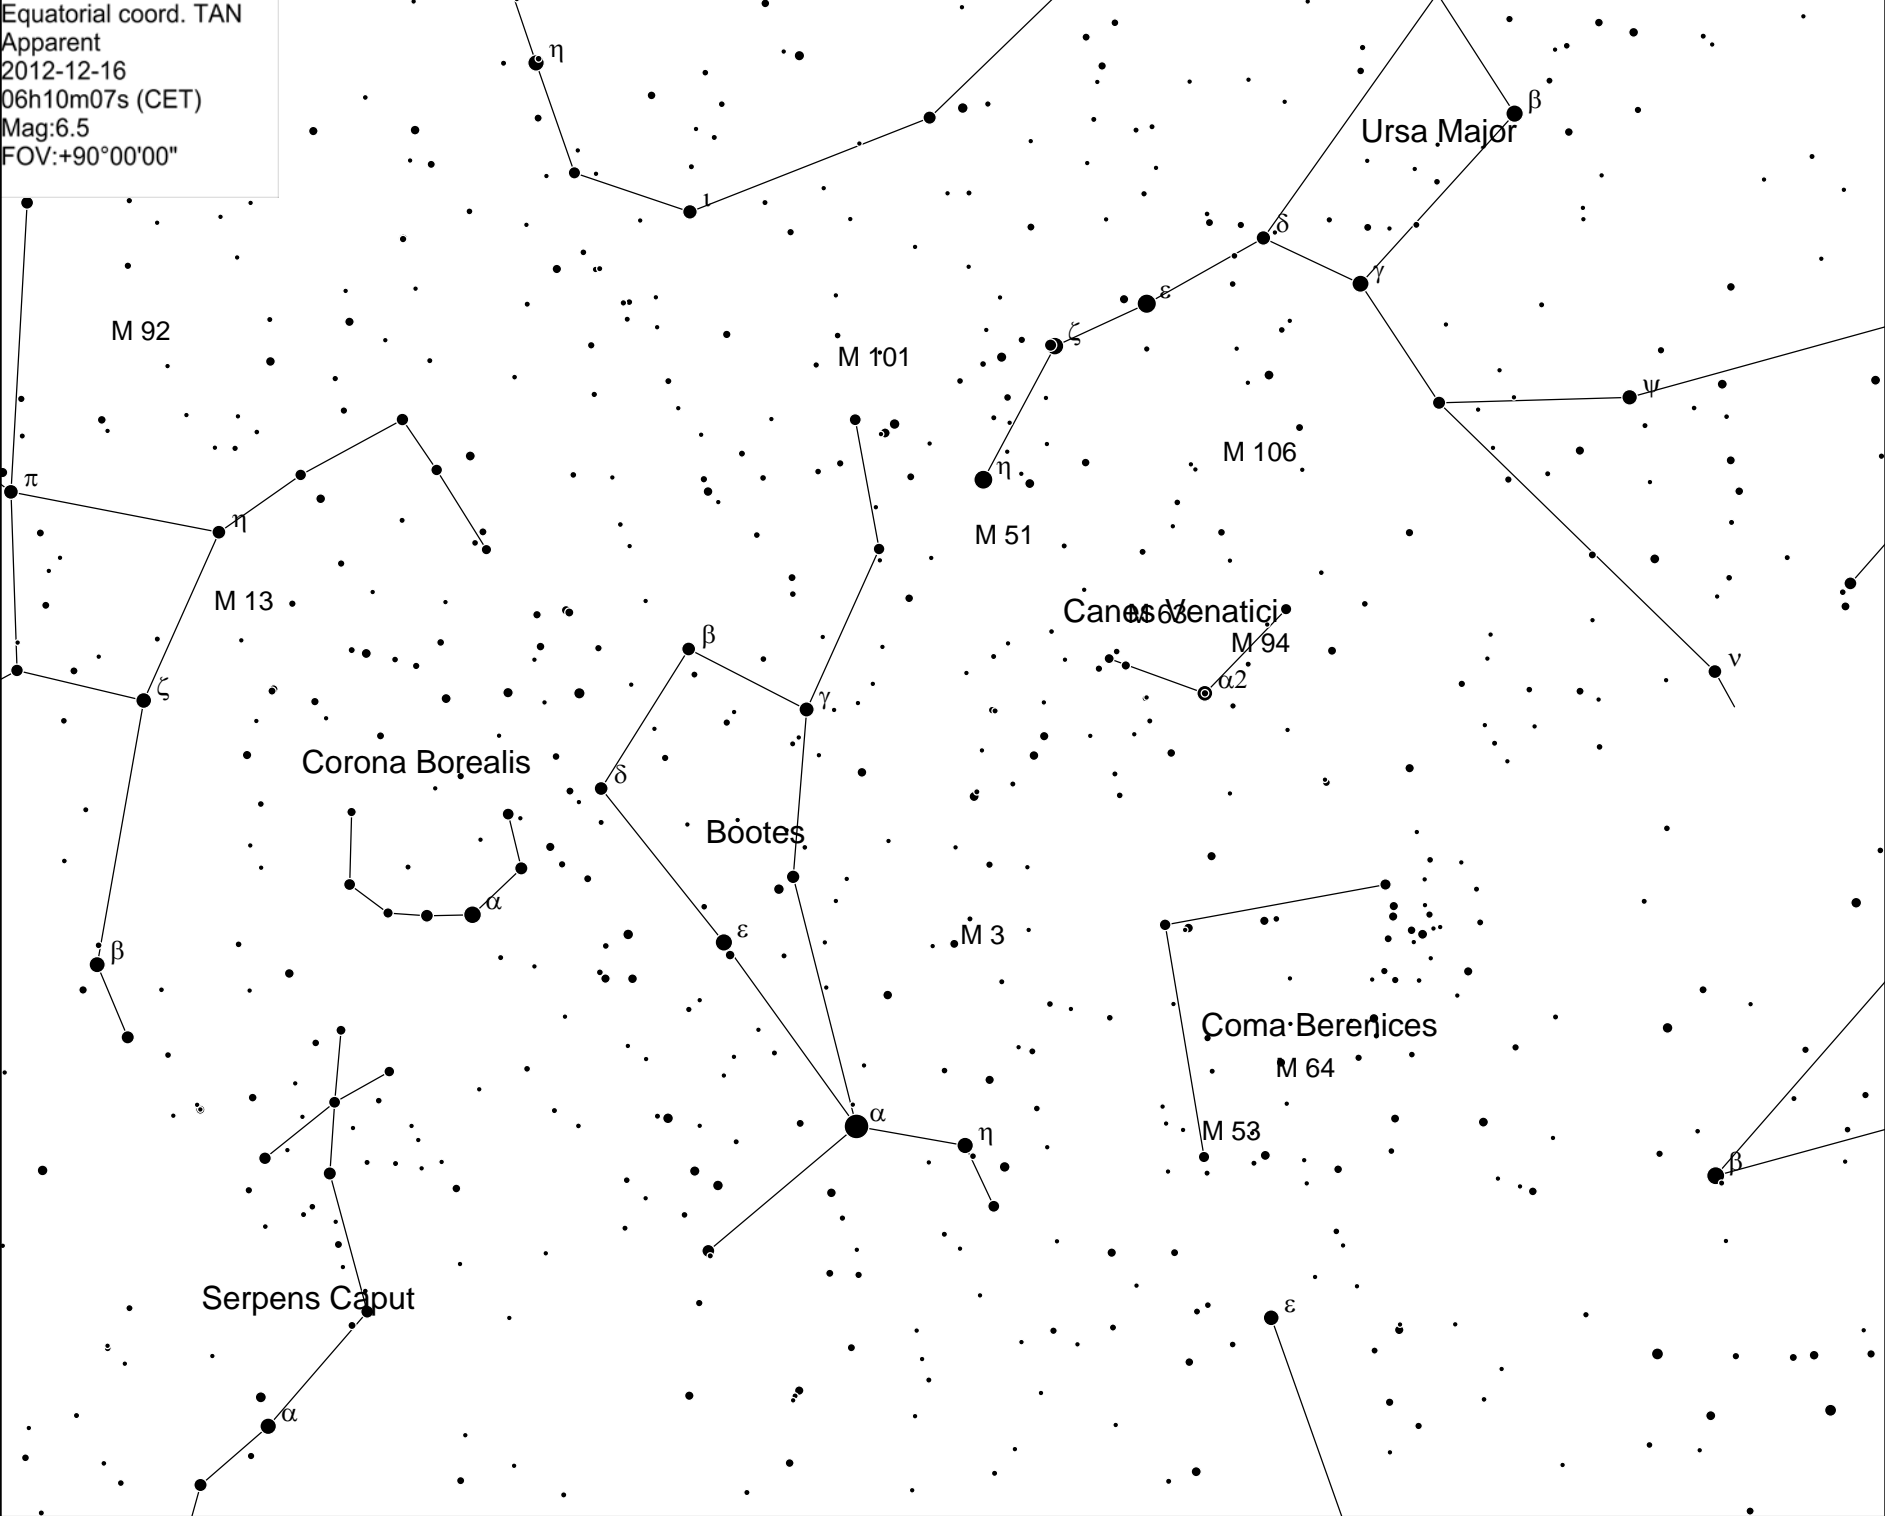 Equatorial coord. TAN
Apparent
2012-12-16
06h10m07s (CET)
Mag:6.5
FOV:+90°00'00"
η
β
Ursa Major
ι
δ
γ
ε
M 92
ζ
M 101
ψ
M 106
π
η
η
M 51
M 13
Canes Venatici
M 63
M 94
β
ν
α2
ζ
γ
Corona Borealis
δ
Bootes
α
ε
M 3
β
Coma Berenices
M 64
α
M 53
η
β
Serpens Caput
ε
α